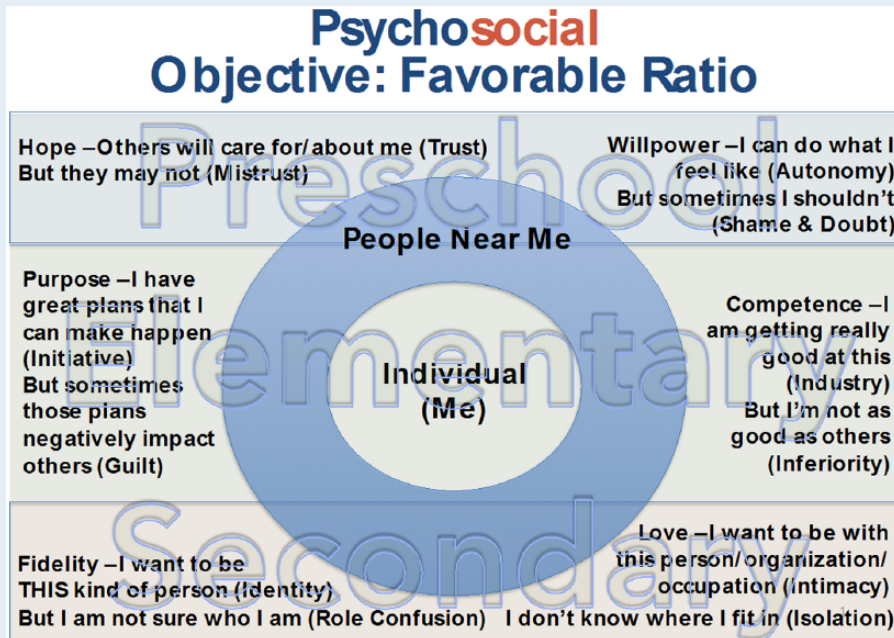 Psychosocial
Objective: Favorable Ratio
Preschool
Hope –Others will care for/about me (Trust)
But they may not (Mistrust)
Willpower –I can do what I
feel like (Autonomy)
But sometimes I shouldn't
(Shame & Doubt)
People Near Me
Elementary
Purpose –I have
great plans that I
can make happen
(Initiative)
But sometimes
those plans
negatively impact
others (Guilt)
Individual
(Me)
Competence –I
am getting really
good at this
(Industry)
But I'm not as
good as others
(Inferiority)
Secondary
Fidelity –I want to be
THIS kind of person (Identity)
But I am not sure who I am (Role Confusion)
Love –I want to be with
this person/organization/
occupation (Intimacy)
I don't know where I fit in (Isolation)